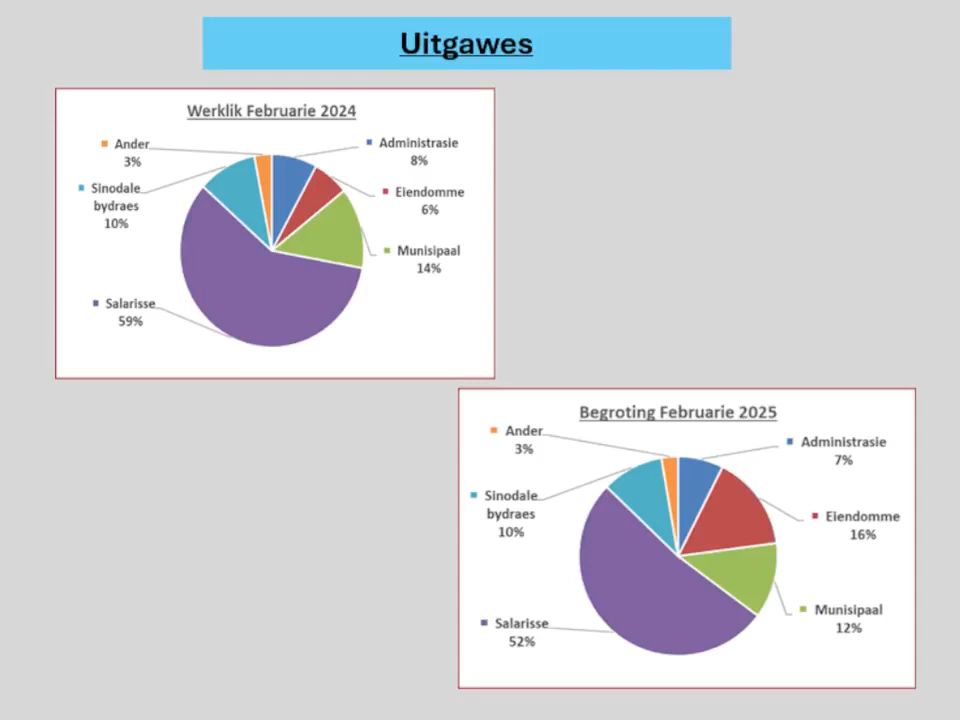 Uitgawes
Werklik Februarie 2024
Ander
3%
Administrasie
8%
Sinodale
bydraes
10%
Eiendomme
6%
Munisipaal
14%
Salarisse
59%
Begroting Februarie 2025
Ander
3%
Administrasie
7%
Sinodale
bydraes
10%
Eiendomme
16%
Munisipaal
12%
Salarisse
52%